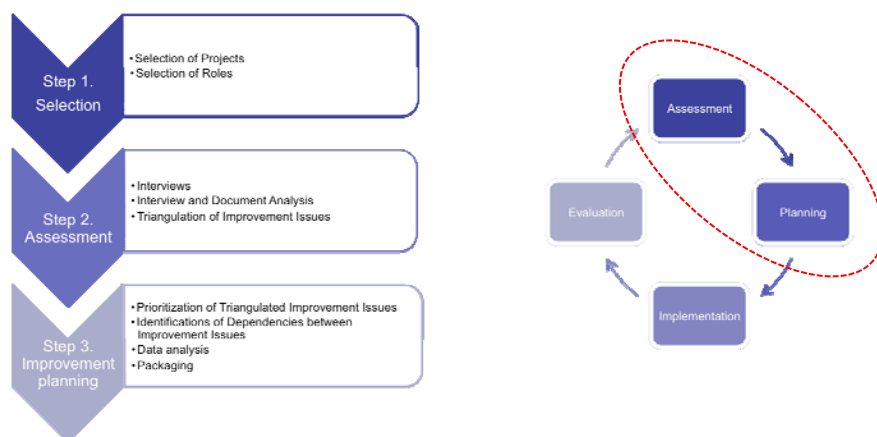 Step 1.
Selection
•Selection of Projects
•Selection of Roles
Step 2.
Assessment
•Interviews
•Interview and Document Analysis
•Triangulation of Improvement Issues
Step 3.
Improvement
planning
•Prioritization of Triangulated Improvement Issues
•Identifications of Dependencies between
Improvement Issues
•Data analysis
•Packaging
Assessment
Evaluation
Planning
Implementation